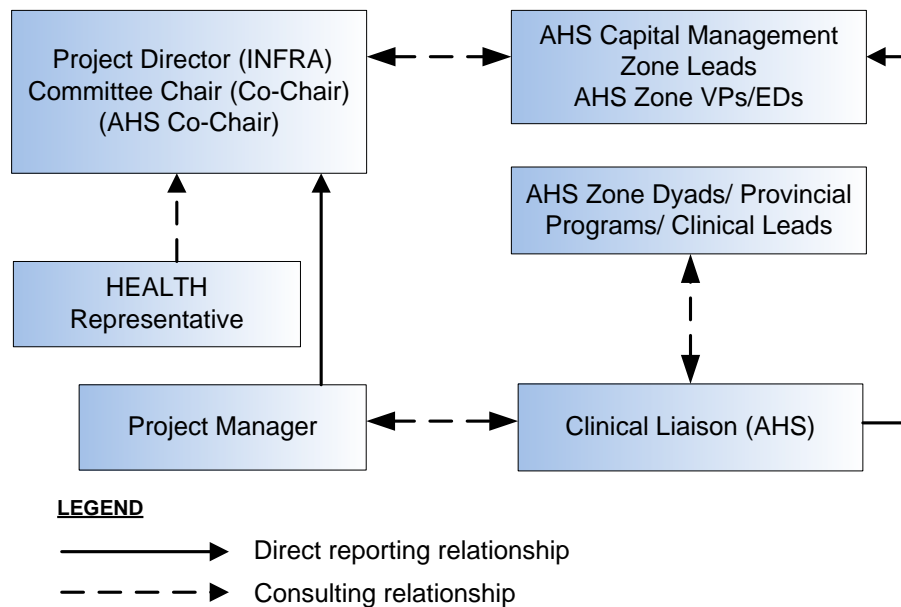 Project Director (INFRA)
Committee Chair (Co-Chair)
(AHS Co-Chair)
AHS Capital Management
Zone Leads
AHS Zone VPs/EDs
AHS Zone Dyads/ Provincial
Programs/ Clinical Leads
HEALTH
Representative
Project Manager
Clinical Liaison (AHS)
LEGEND
Direct reporting relationship
Consulting relationship